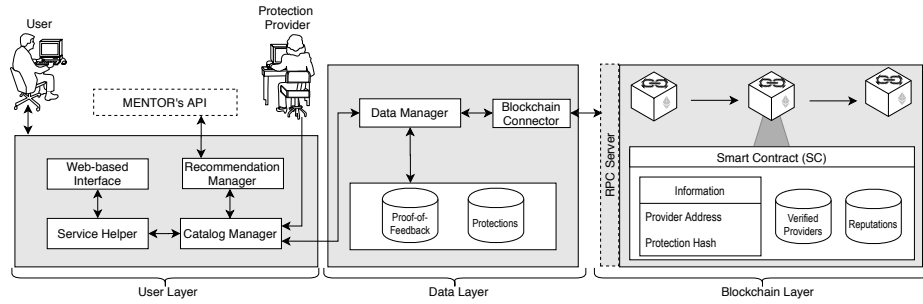 User
Protection
Provider
MENTOR's API
Web-based
Interface
Recommendation
Manager
Service Helper
Catalog Manager
User Layer
Data Manager
Blockchain
Connector
Proof-of-
Feedback
Protections
Data Layer
RPC Server
Smart Contract (SC)
Information
Provider Address
Protection Hash
Verified
Providers
Reputations
Blockchain Layer